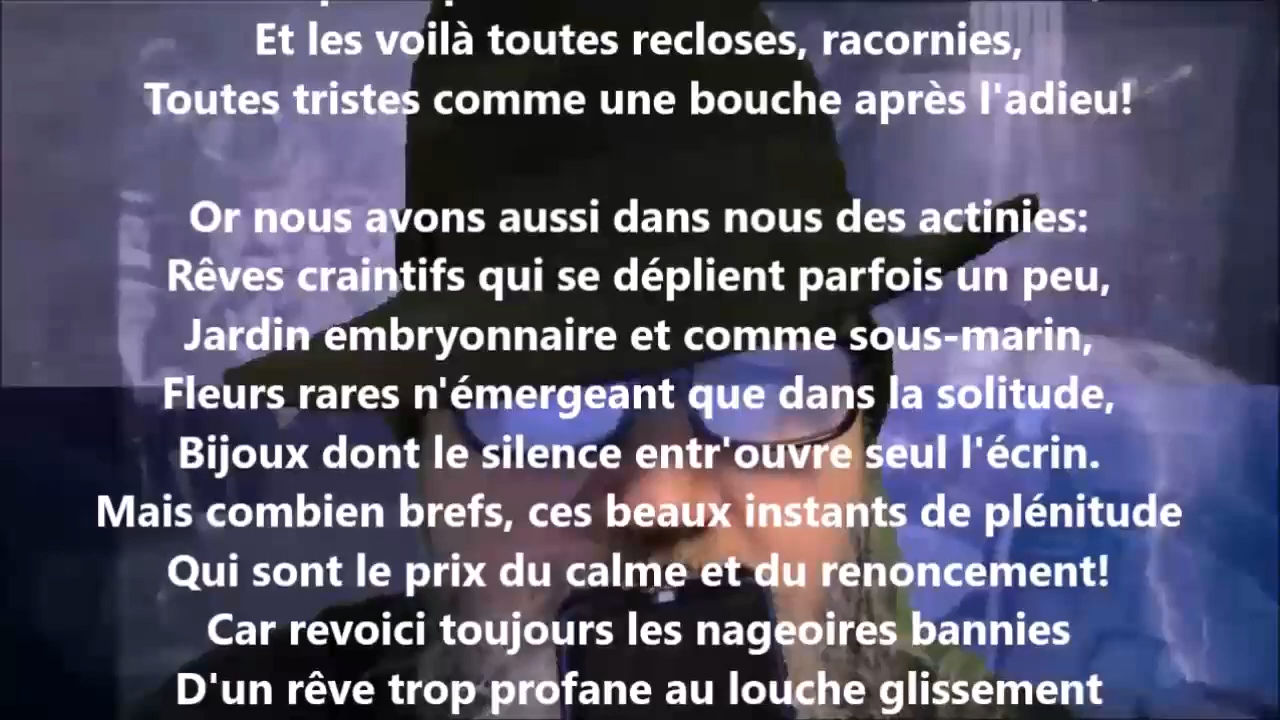 Et les voilà toutes recloses, racornies,
Toutes tristes comme une bouche après l'adieu!
Or nous avons aussi dans nous des actinies:
Rêves craintifs qui se déplient parfois un peu,
Jardin embryonnaire et comme sous-marin,
Fleurs rares n'émergeant que dans la solitude,
Bijoux dont le silence entr'ouvre seul l'écrin.
Mais combien brefs, ces beaux instants de plénitude
Qui sont le prix du calme et du renoncement!
Car revoici toujours les nageoires bannies
D'un rêve trop profane au louche glissement